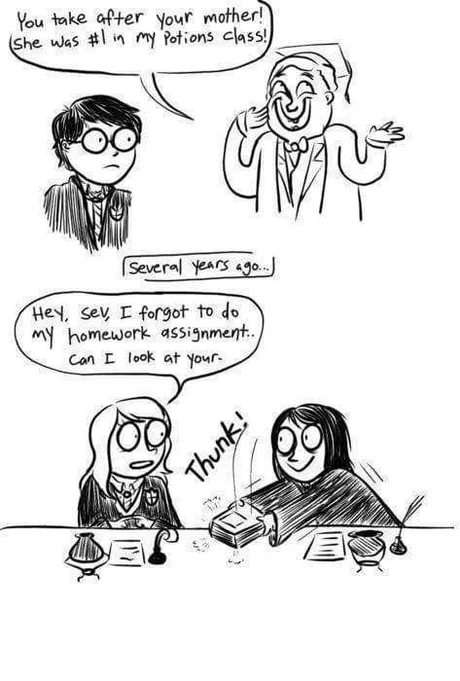 You take after your mother!
She was #1 in my Potions class!
Several years ago...
Hey, Sev, I forgot to do
my homework assignment..
Can I look at your-
Thunk!